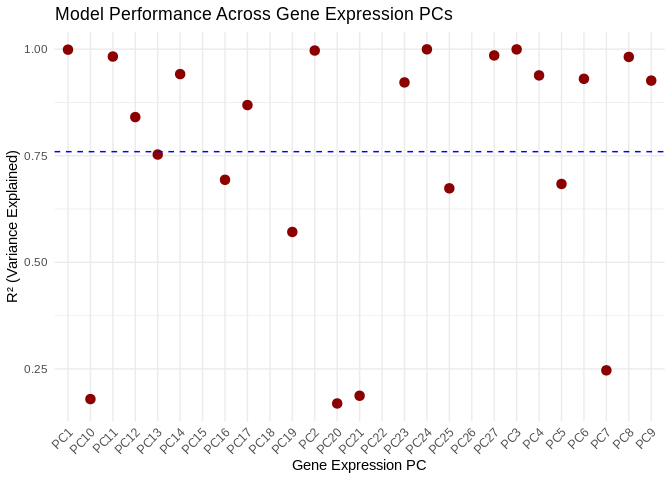 Model Performance Across Gene Expression PCs
R² (Variance Explained)
1.00
0.75
0.50
0.25
PC1
PC10
PC11
PC12
PC13
PC14
PC15
PC16
PC17
PC18
PC19
PC2
PC20
PC21
PC22
PC23
PC24
PC25
PC26
PC27
PC3
PC4
PC5
PC6
PC7
PC8
PC9
Gene Expression PC